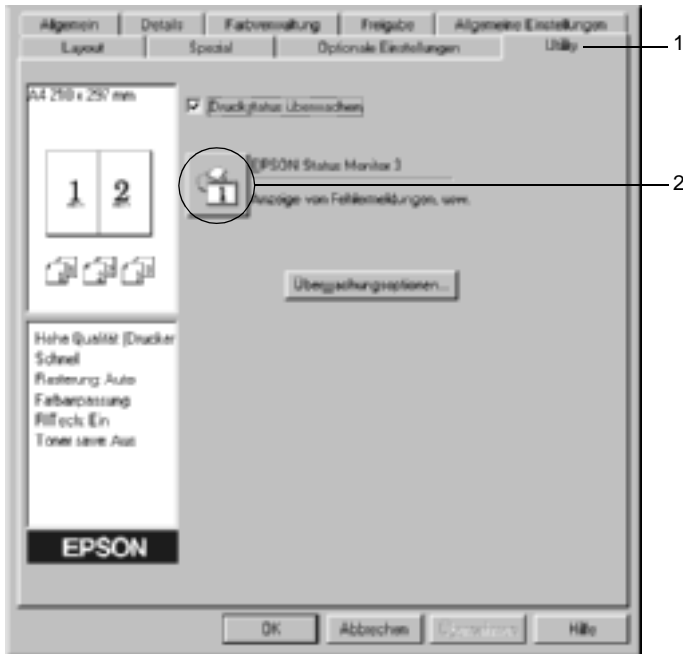 Allgemein Details Farbverwaltung Freigabe Allgemeine Einstellungen
Layout Spezial Optionale Einstellungen Utility
1
A4 210 x 297 mm
Druckstatus überwachen
EPSON Status Monitor 3
2
Anzeige von Fehlermeldungen, usw.
1 2
Überwachungsoptionen...
Hohe Qualität (Drucker
Schnell
Rasterung: Auto
Farbanpassung
RITech: Ein
Toner save: Aus
EPSON
OK Abbrechen Übernehmen Hilfe